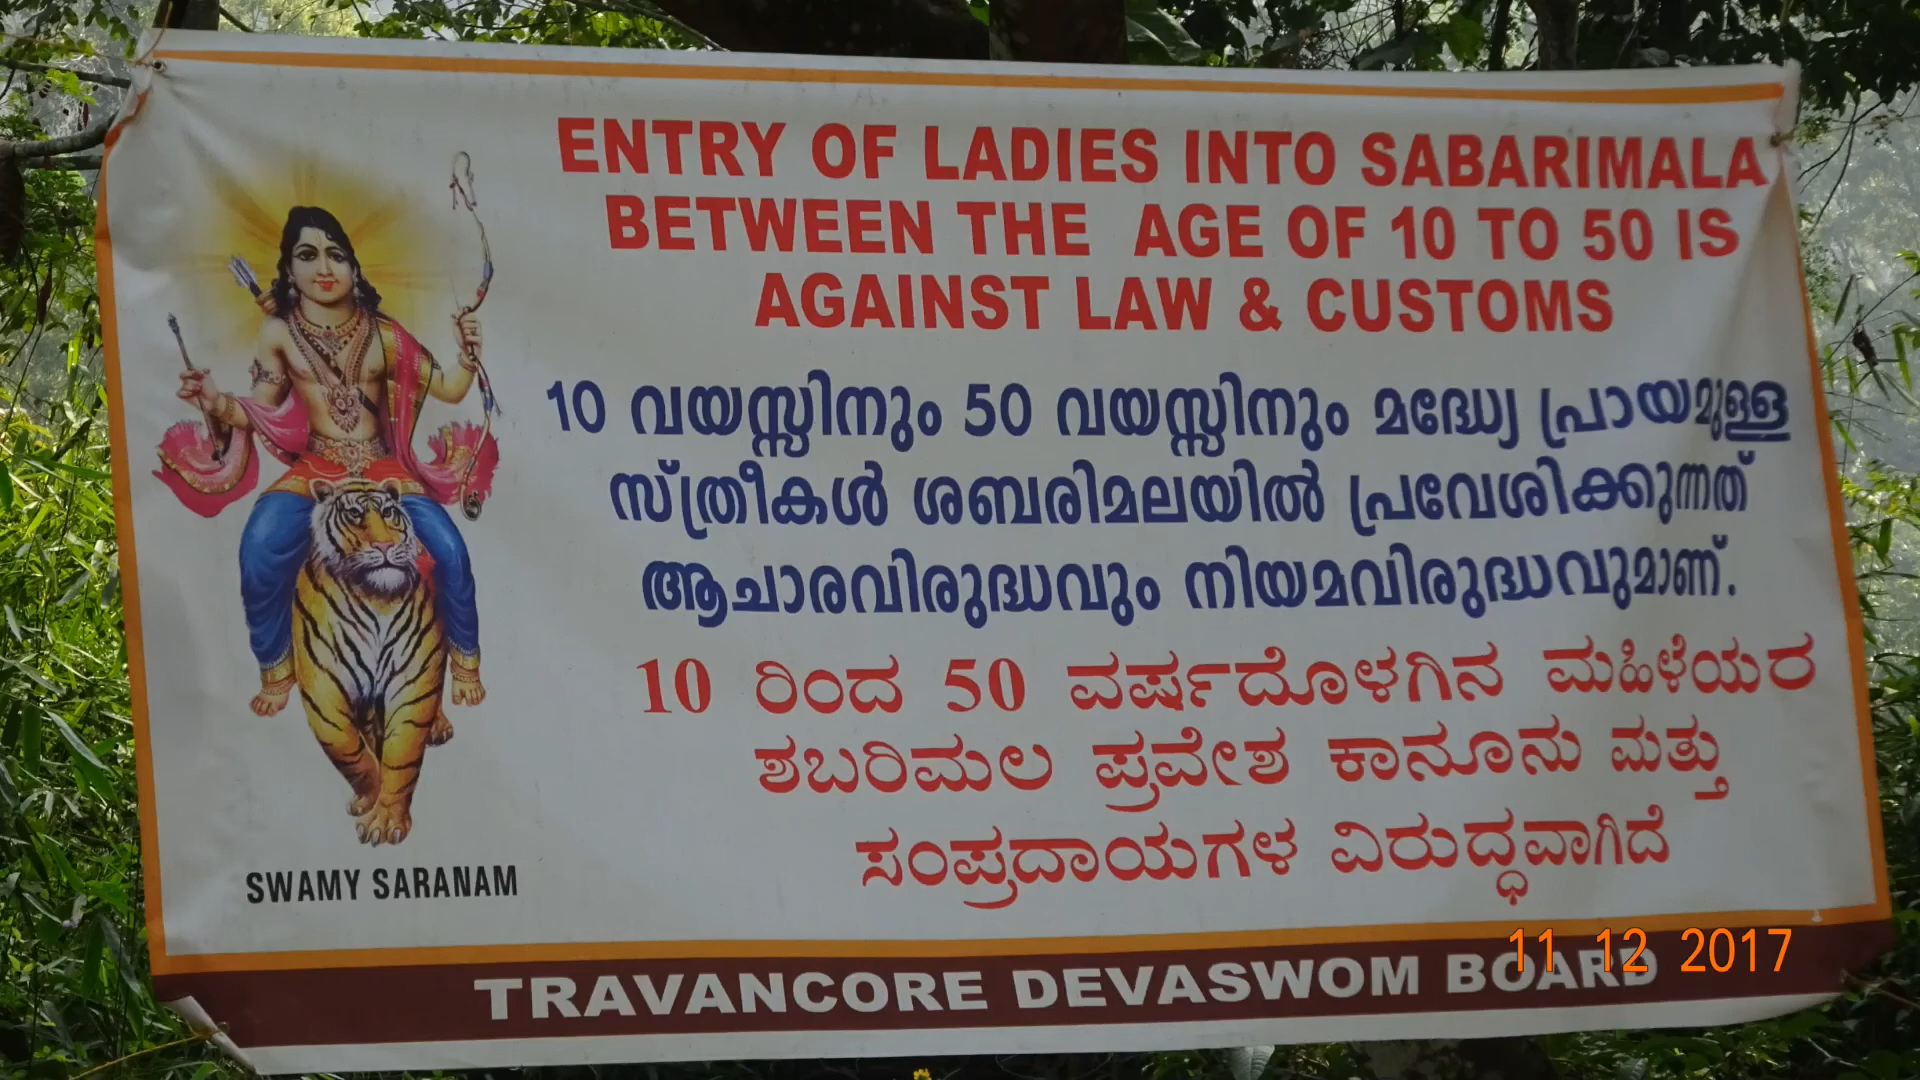 ENTRY OF LADIES INTO SABARIMALA
BETWEEN THE AGE OF 10 TO 50 IS
AGAINST LAW & CUSTOMS
10 വയസ്സിനും 50 വയസ്സിനും മദ്ധ്യേ പ്രായമുള്ള
സ്ത്രീകൾ ശബരിമലയിൽ പ്രവേശിക്കുന്നത്
ആചാരവിരുദ്ധവും നിയമവിരുദ്ധവുമാണ്.
10 ರಿಂದ 50 ವರ್ಷದೊಳಗಿನ ಮಹಿಳೆಯರ
ಶಬರಿಮಲ ಪ್ರವೇಶ ಕಾನೂನು ಮತ್ತು
ಸಂಪ್ರದಾಯಗಳ ವಿರುದ್ಧವಾಗಿದೆ
SWAMY SARANAM
TRAVANCORE DEVASWOM BOARD
11 12 2017